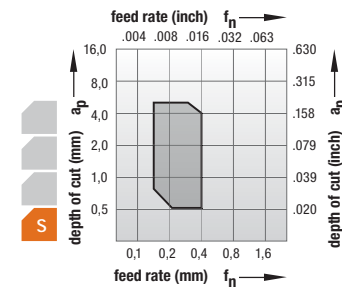 feed rate (inch) fn
.004 .008 .016 .032 .063
16,0 .630
8,0 .315
4,0 .158
2,0 .079
1,0 .039
0,5 .020
ap
depth of cut (mm)
ap
depth of cut (inch)
S
0,1 0,2 0,4 0,8 1,6
feed rate (mm) fn